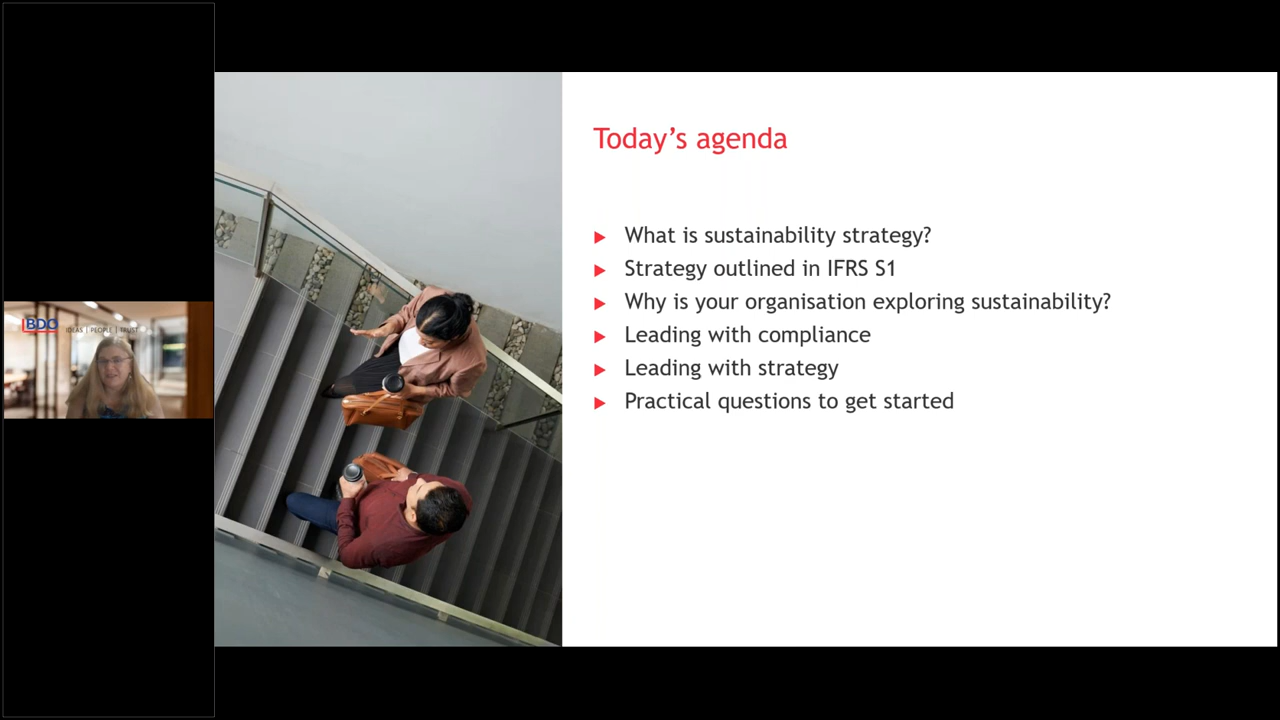 BDO IDEAS | PEOPLE | TRUST
Today’s agenda
► What is sustainability strategy?
► Strategy outlined in IFRS S1
► Why is your organisation exploring sustainability?
► Leading with compliance
► Leading with strategy
► Practical questions to get started